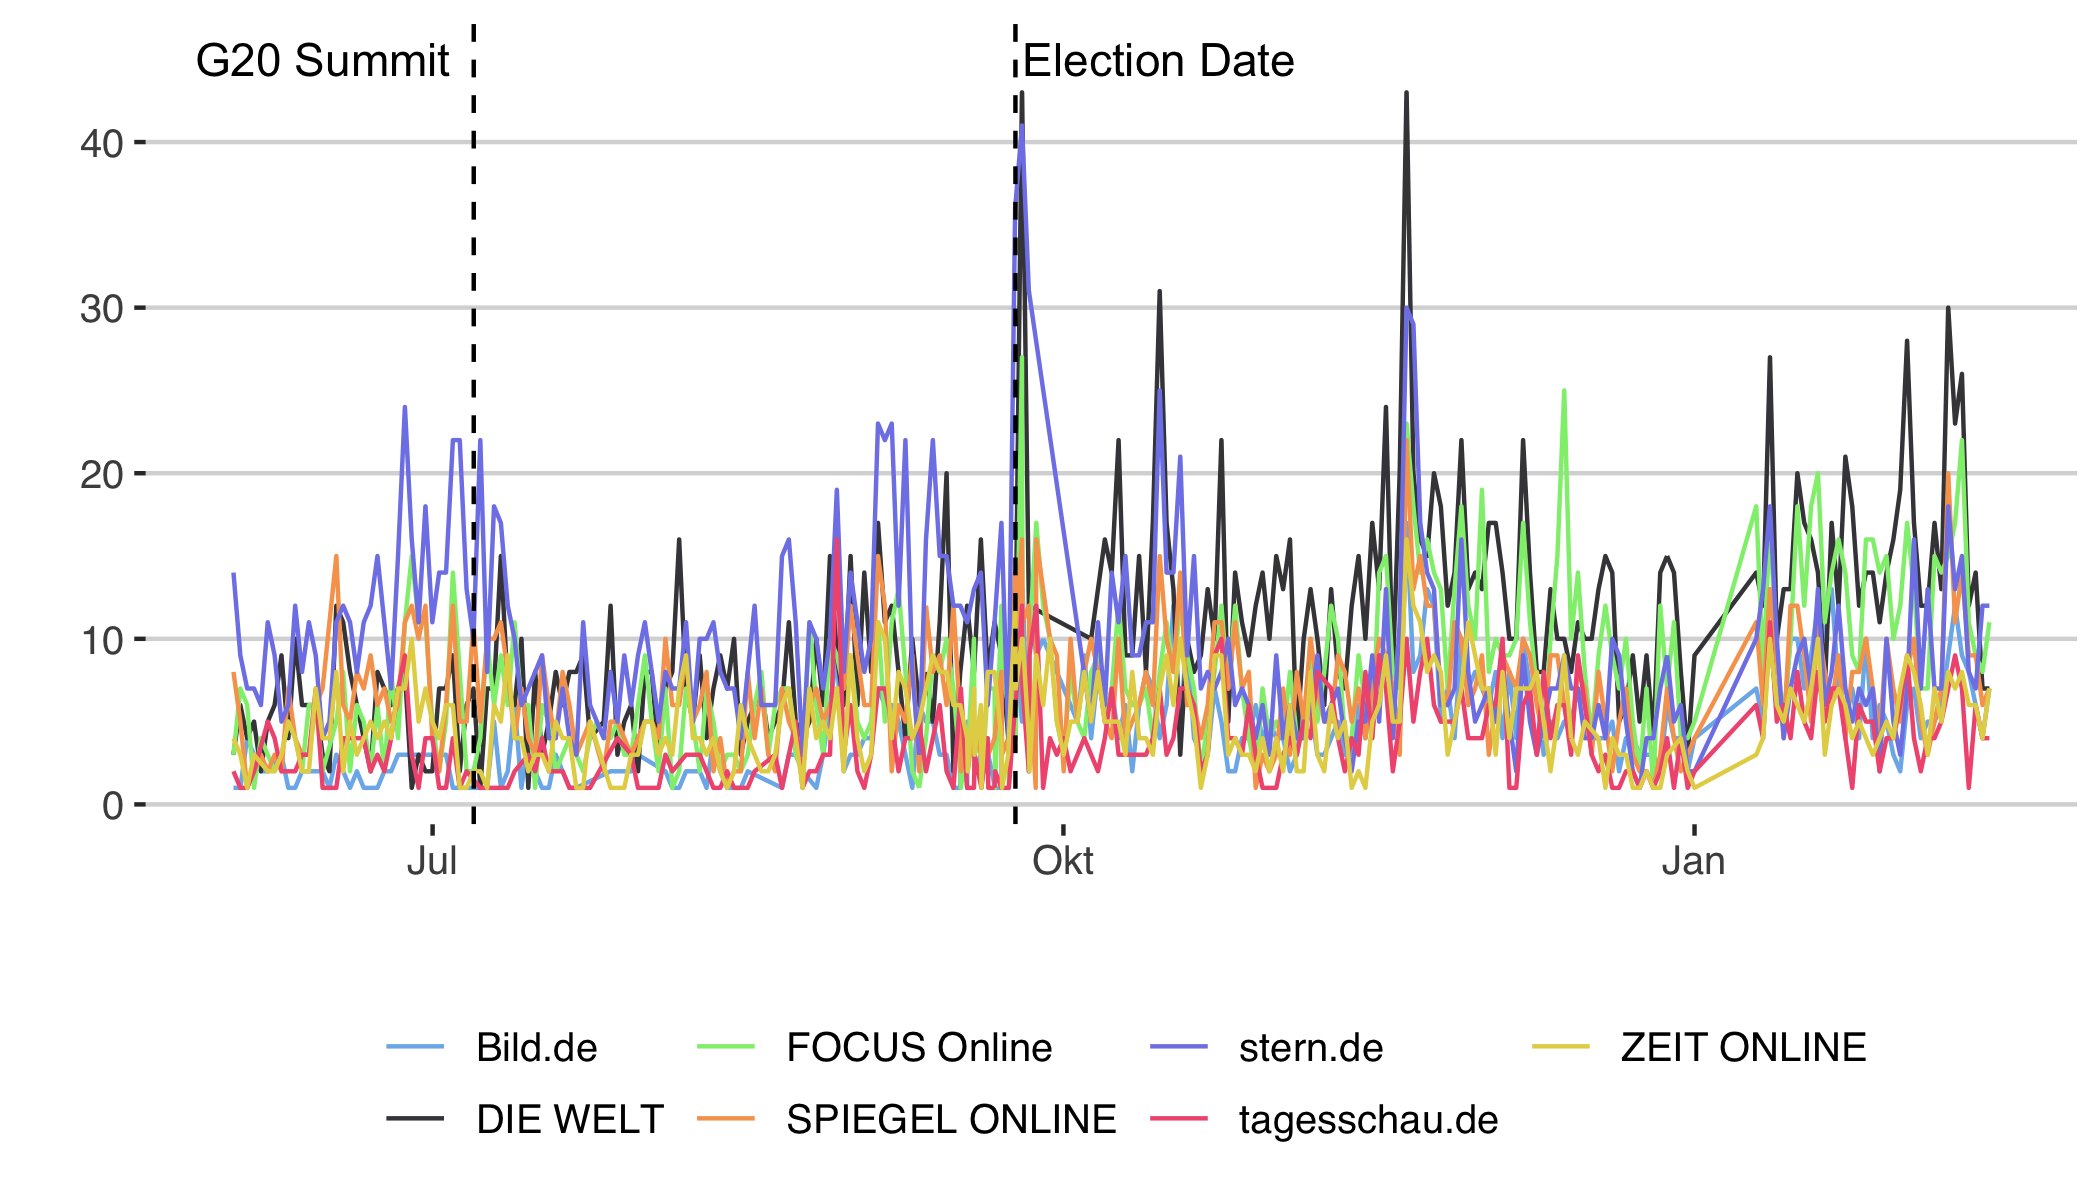 G20 Summit
Election Date
40
30
20
10
0
Jul
Okt
Jan
Bild.de
FOCUS Online
stern.de
ZEIT ONLINE
DIE WELT
SPIEGEL ONLINE
tagesschau.de